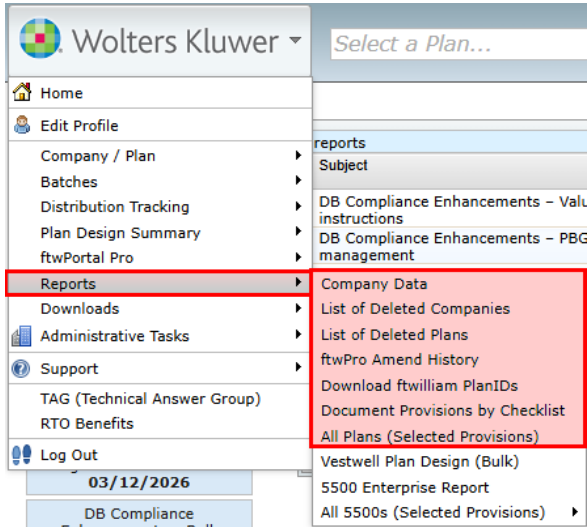 Wolters Kluwer
Select a Plan...
Home
Edit Profile
Company / Plan
Batches
Distribution Tracking
Plan Design Summary
ftwPortal Pro
Reports
Downloads
Administrative Tasks
Support
TAG (Technical Answer Group)
RTO Benefits
Log Out
03/12/2026
DB Compliance
reports
Subject
DB Compliance Enhancements –
instructions
DB Compliance Enhancements –
management
Company Data
List of Deleted Companies
List of Deleted Plans
ftwPro Amend History
Download ftwilliam PlanIDs
Document Provisions by Checklist
All Plans (Selected Provisions)
Vestwell Plan Design (Bulk)
5500 Enterprise Report
All 5500s (Selected Provisions)